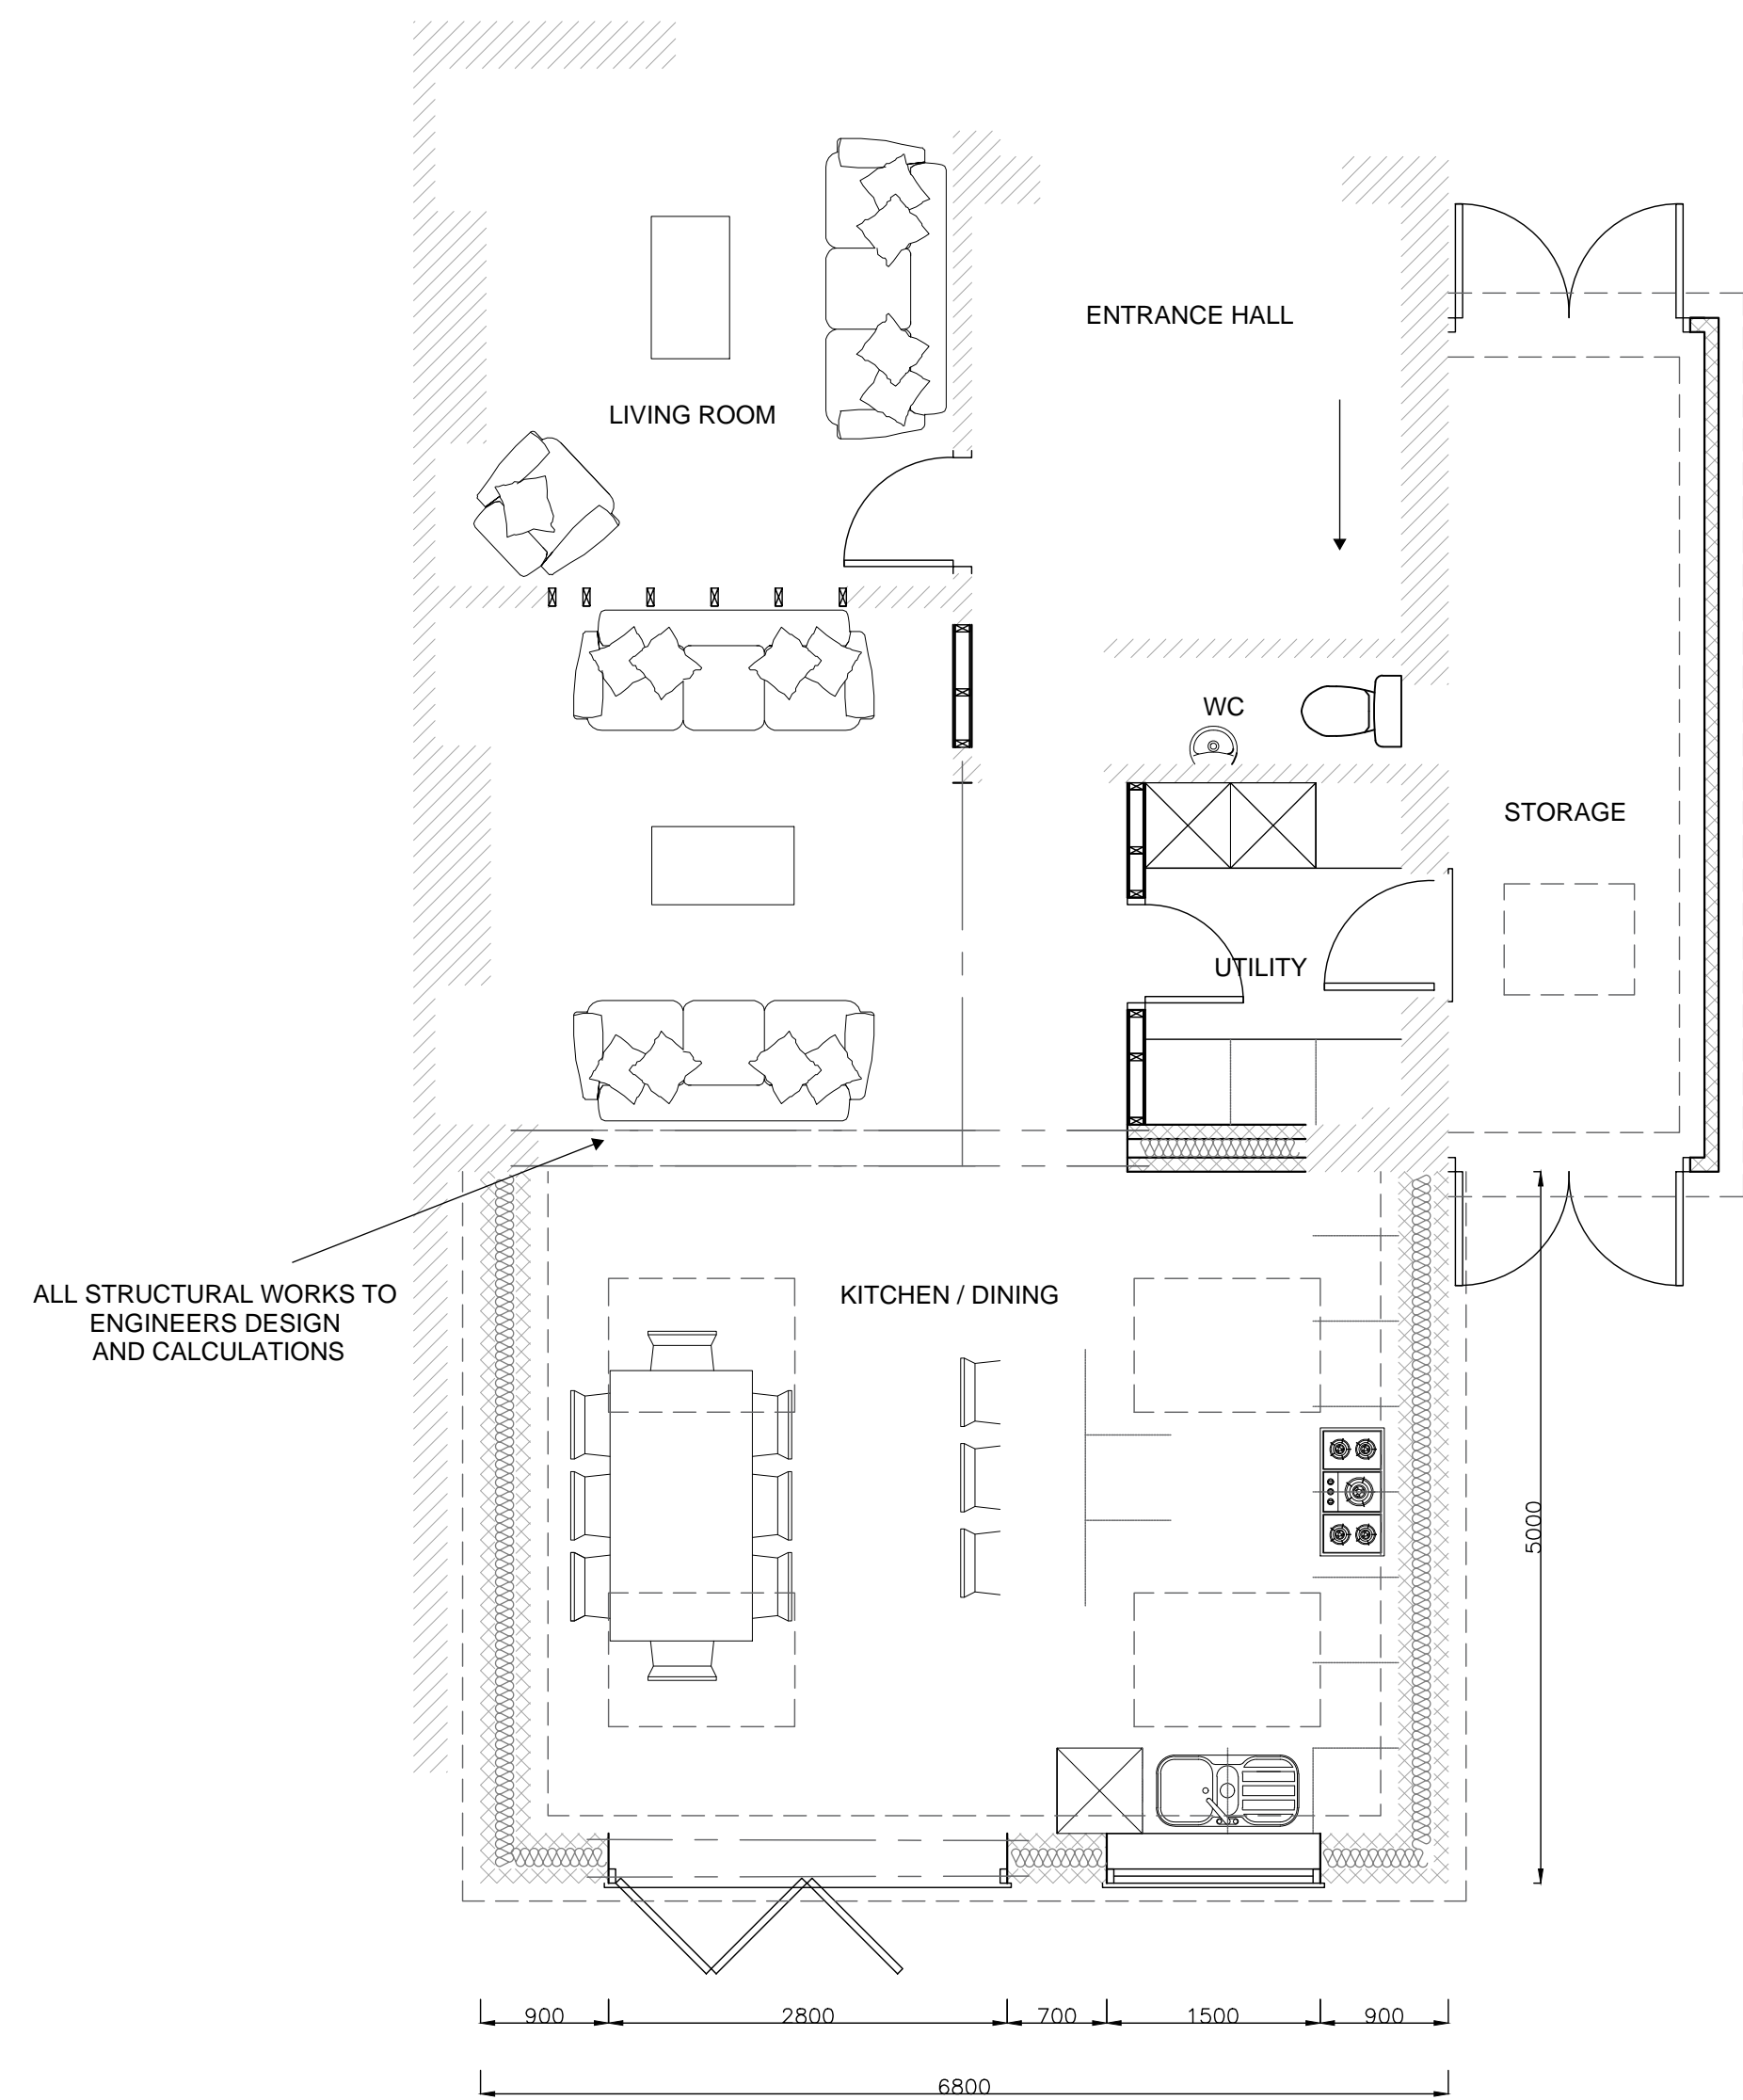 ENTRANCE HALL
LIVING ROOM
WC
STORAGE
UTILITY
ALL STRUCTURAL WORKS TO
ENGINEERS DESIGN
AND CALCULATIONS
KITCHEN / DINING
5000
900 2800 700 1500 900
6800